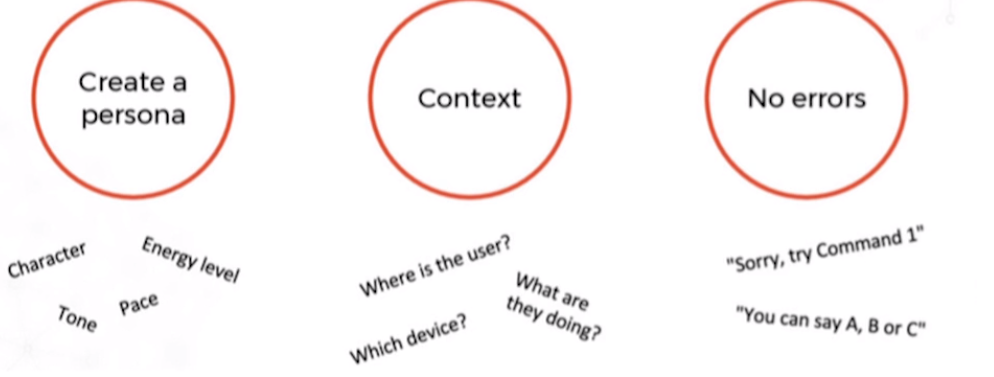 Create a
persona
Context
No errors
Character
Energy level
Tone
Pace
Where is the user?
What are
they doing?
Which device?
"Sorry, try Command 1"
"You can say A, B or C"